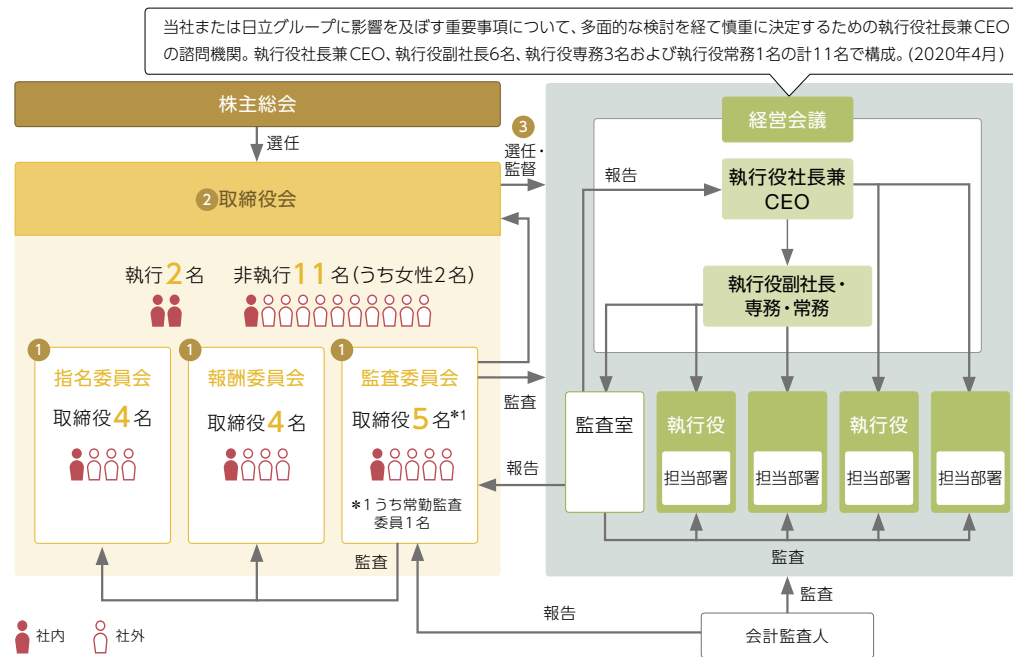 当社または日立グループに影響を及ぼす重要事項について、多面的な検討を経て慎重に決定するための執行役社長兼CEO
の諮問機関。執行役社長兼CEO、執行役副社長6名、執行役専務3名および執行役常務1名の計11名で構成。(2020年4月)
株主総会
選任
3
選任・
監督
2 取締役会
執行2名
非執行11名(うち女性2名)
1
指名委員会
取締役4名
1
報酬委員会
取締役4名
1
監査委員会
取締役5名*1
*1うち常勤監査
委員1名
監査
監査
経営会議
報告
執行役社長兼
CEO
執行役副社長・
専務・常務
監査室
執行役
担当部署
担当部署
執行役
担当部署
担当部署
報告
監査
監査
報告
会計監査人
社内
社外